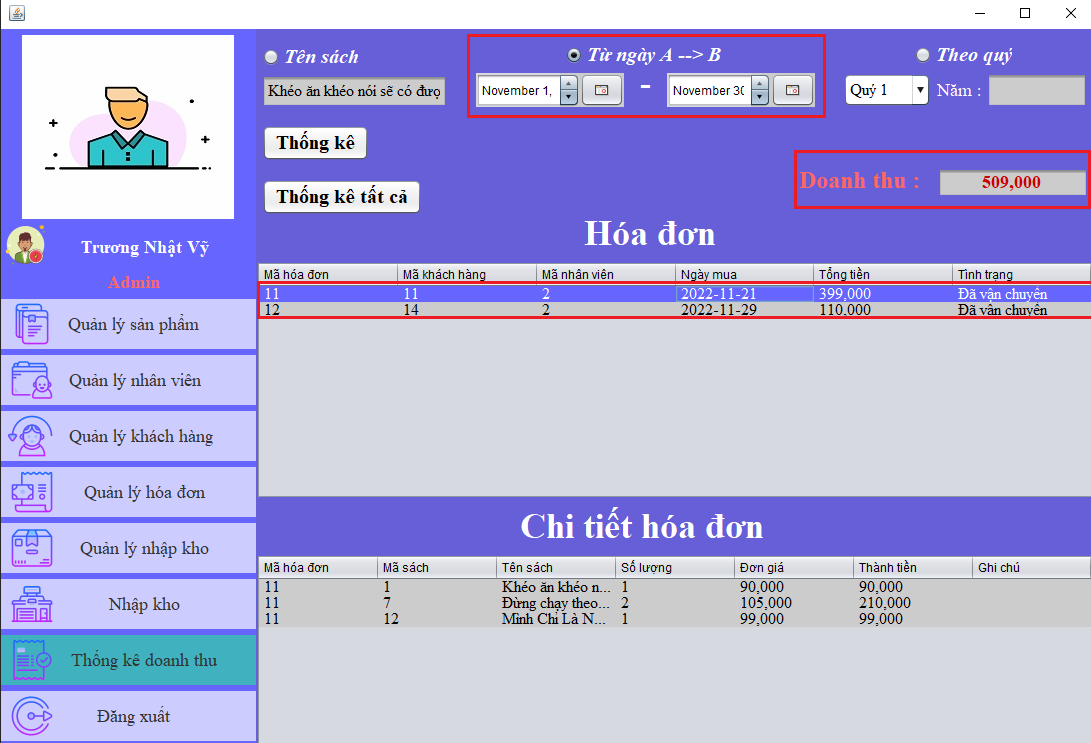 Tên sách
Từ ngày A --> B
Theo quý
Khéo ăn khéo nói sẽ có đượ
November 1,
-
November 30
Quý 1
Năm :
Thống kê
Doanh thu :
509,000
Thống kê tất cả
Hóa đơn
Trương Nhật Vỹ
Admin
Quản lý sản phẩm
Quản lý nhân viên
Quản lý khách hàng
Quản lý hóa đơn
Quản lý nhập kho
Nhập kho
Thống kê doanh thu
Đăng xuất
Mã hóa đơn Mã khách hàng Mã nhân viên Ngày mua Tổng tiền Tình trạng
11 11 2 2022-11-21 399,000 Đã vận chuyên
12 14 2 2022-11-29 110,000 Đã vận chuyên
Chi tiết hóa đơn
Mã hóa đơn Mã sách Tên sách Số lượng Đơn giá Thành tiền Ghi chú
11 1 Khéo ăn khéo n... 1 90,000 90,000
11 7 Đừng chạy theo... 2 105,000 210,000
11 12 Mình Chỉ Là N... 1 99,000 99,000